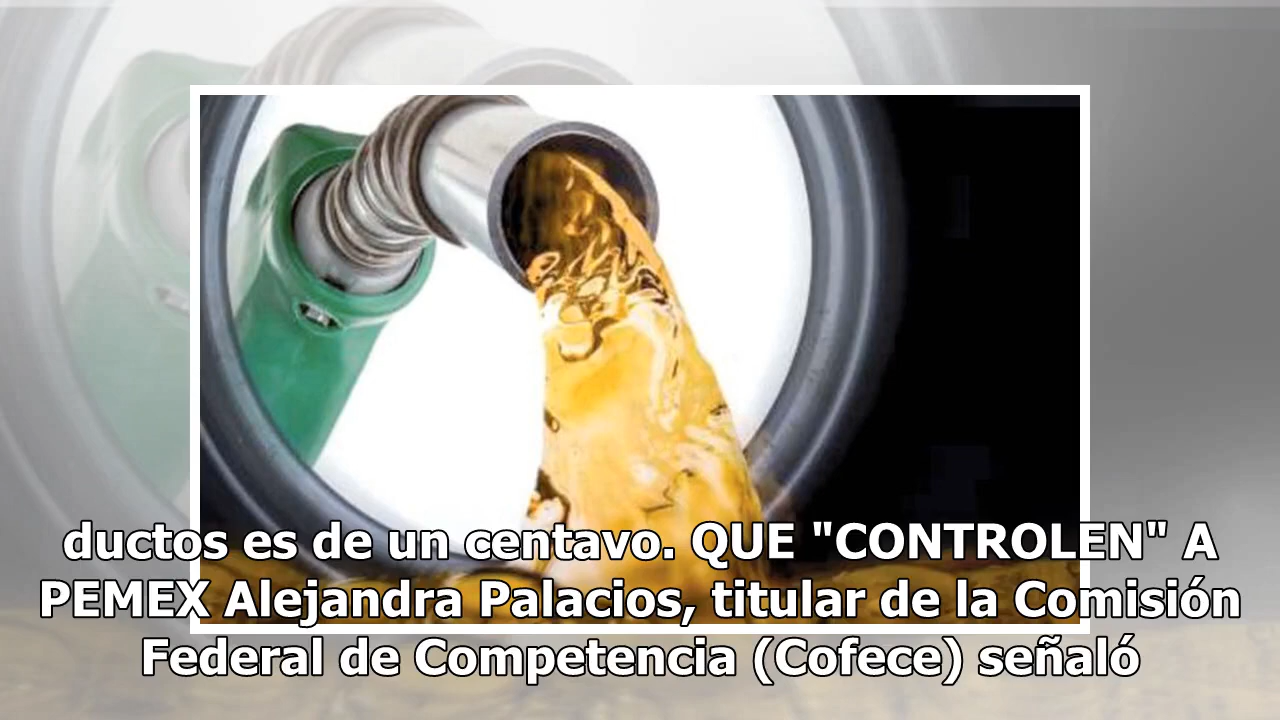 ductos es de un centavo. QUE "CONTROLEN" A
PEMEX Alejandra Palacios, titular de la Comisión
Federal de Competencia (Cofece) señaló